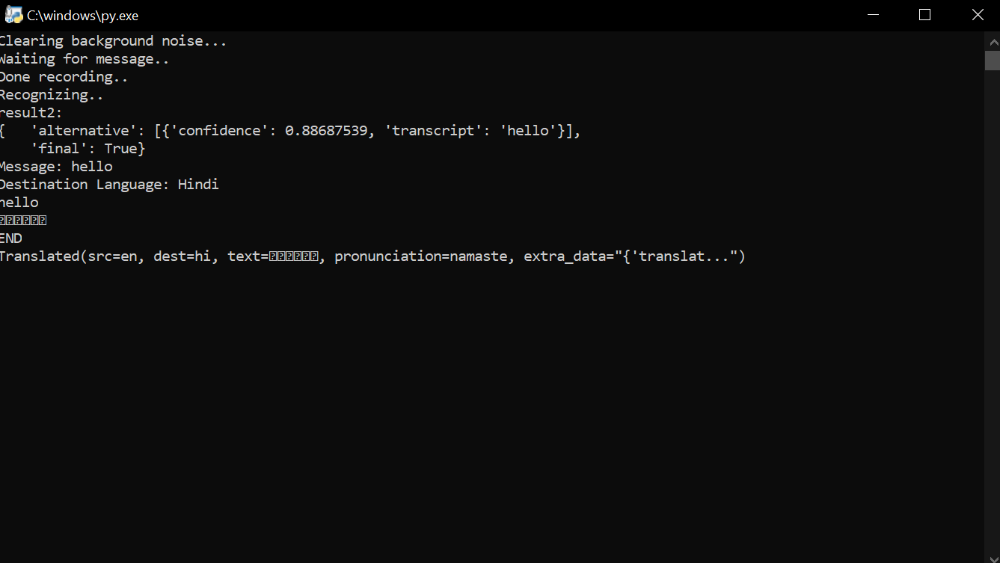 C:\windows\py.exe
Clearing background noise...
Waiting for message..
Done recording..
Recognizing..
result2:
{   'alternative': [{'confidence': 0.88687539, 'transcript': 'hello'}],
    'final': True}
Message: hello
Destination Language: Hindi
hello
END
Translated(src=en, dest=hi, text=, pronunciation=namaste, extra_data="{'translat...")